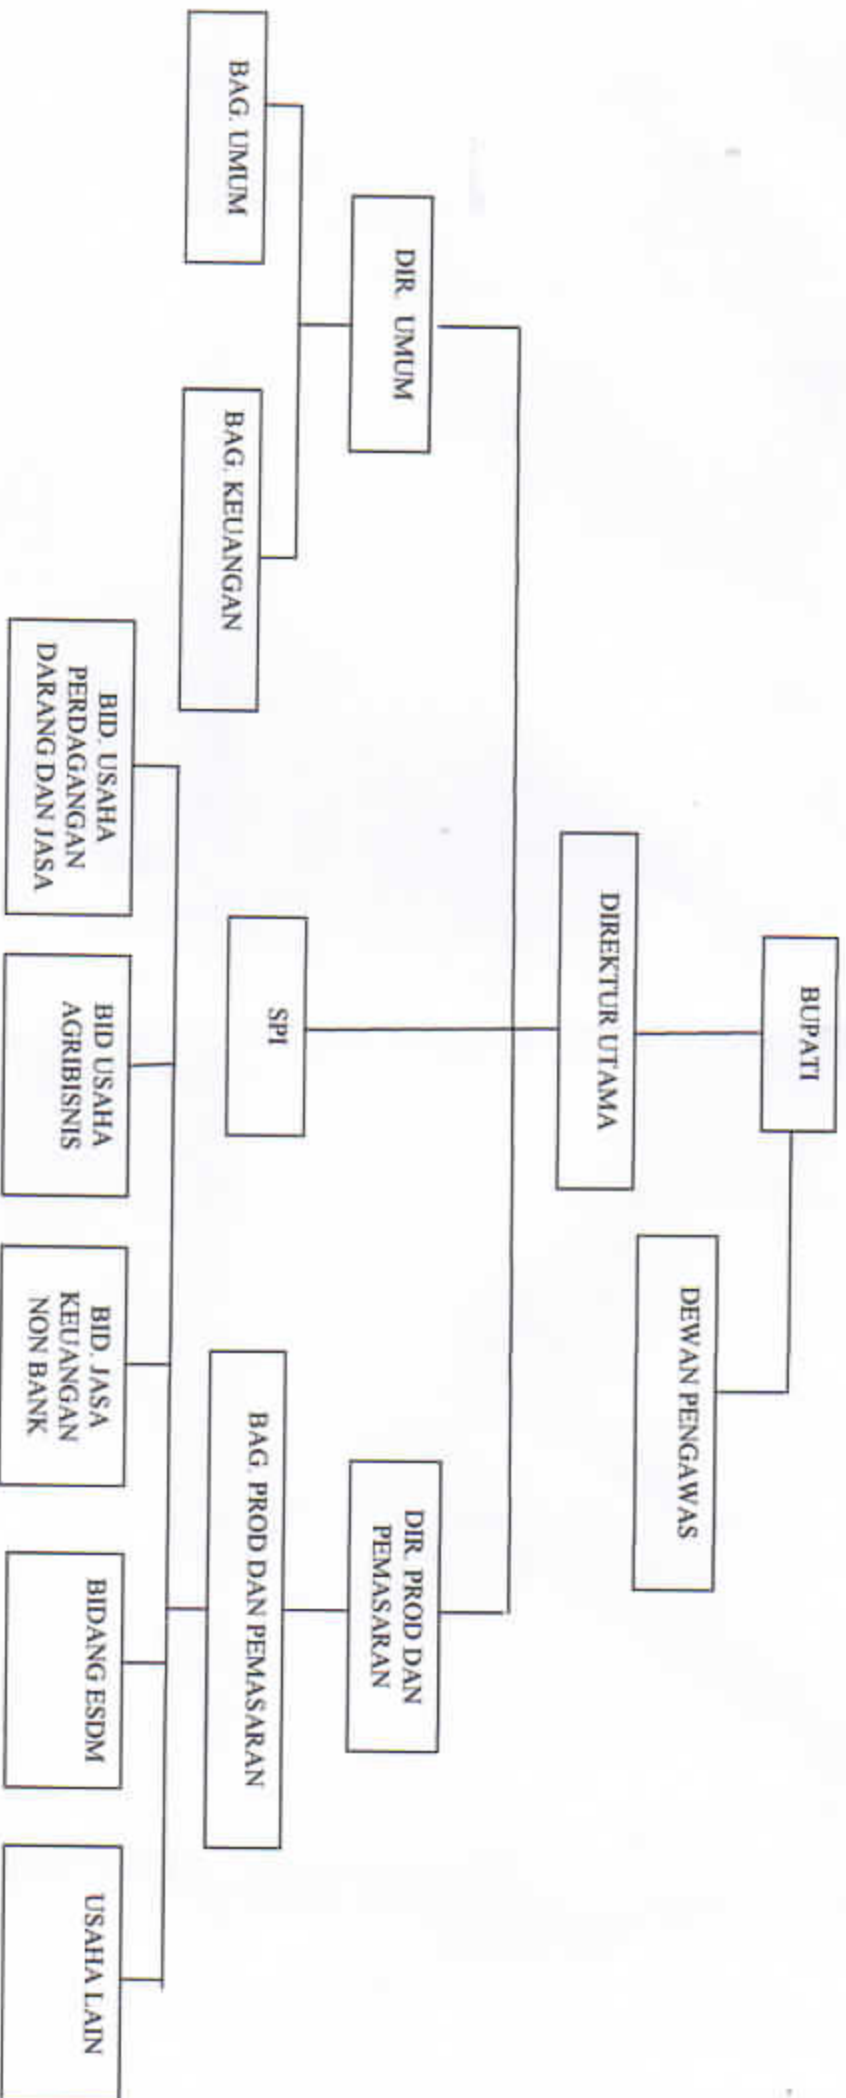 BUPATI
DEWAN PENGAWAS
DIREKTUR UTAMA
DIR. UMUM
DIR. PROD DAN
PEMASARAN
SPI
BAG. UMUM
BAG. KEUANGAN
BAG. PROD DAN PEMASARAN
BID. USAHA
PERDAGANGAN
DARANG DAN JASA
BID USAHA
AGRIBISNIS
BID. JASA
KEUANGAN
NON BANK
BIDANG ESDM
USAHA LAIN